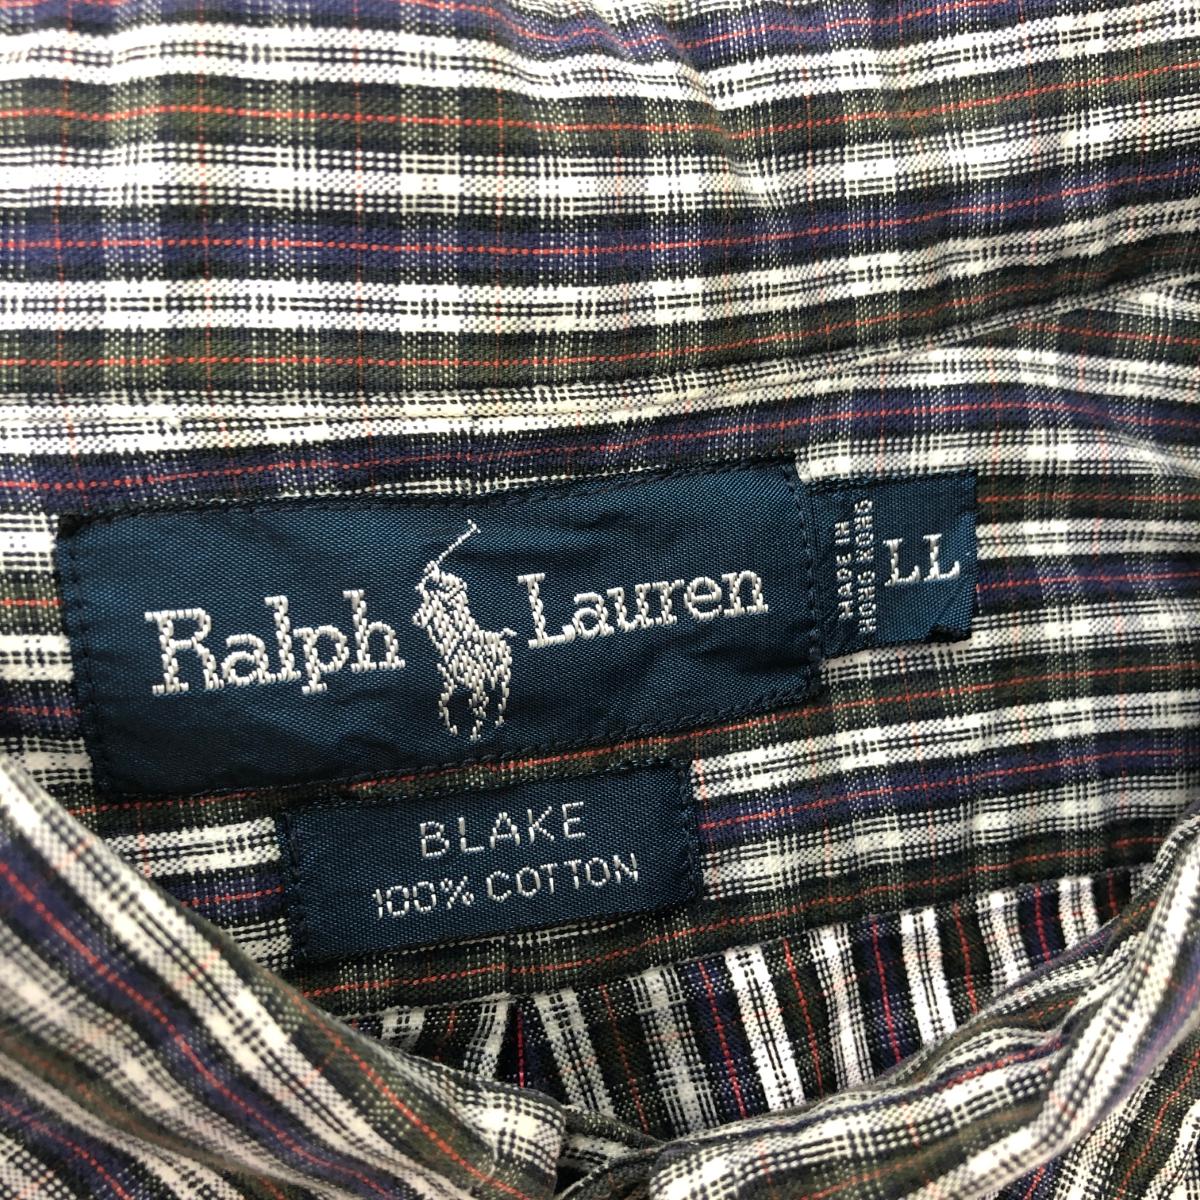 Ralph Lauren
MADE IN
HONG KONG
LL
BLAKE
100% COTTON